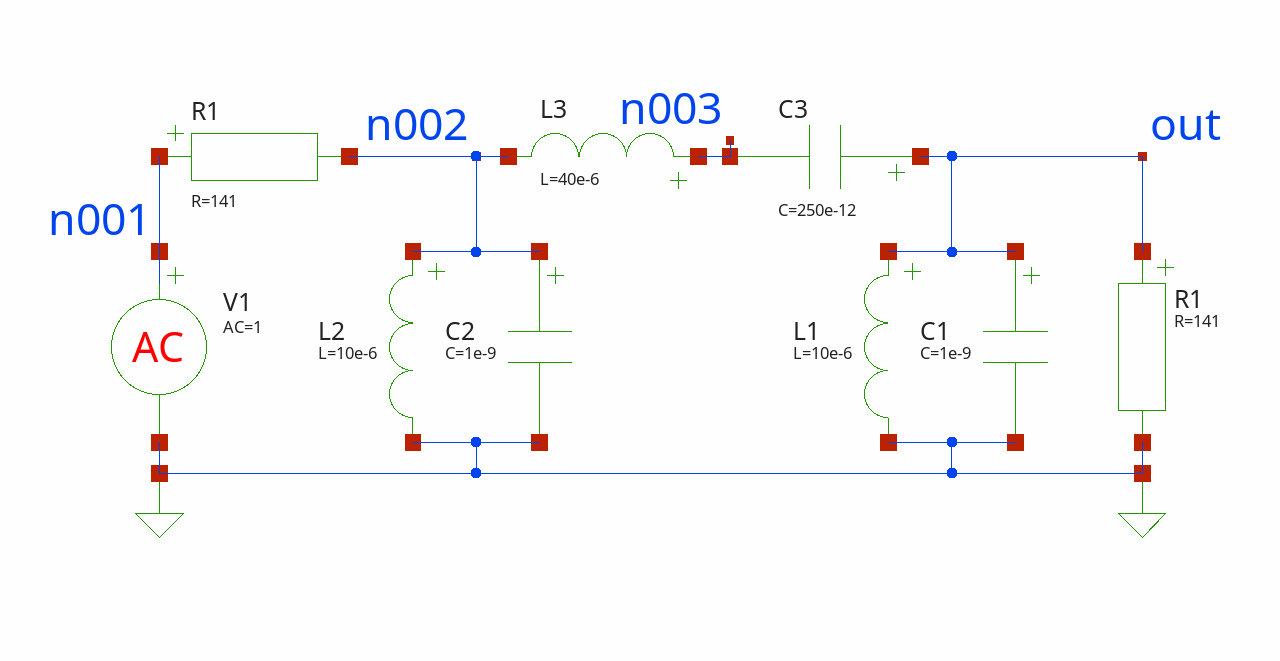 R1
n002
L3
n003
C3
out
L=40e-6
R=141
C=250e-12
n001
V1
AC=1
AC
L2
L=10e-6
C2
C=1e-9
L1
L=10e-6
C1
C=1e-9
R1
R=141